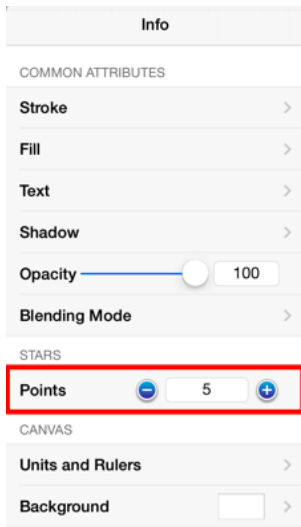 Info
COMMON ATTRIBUTES
Stroke
Fill
Text
Shadow
Opacity 100
Blending Mode
STARS
Points 5
CANVAS
Units and Rulers
Background